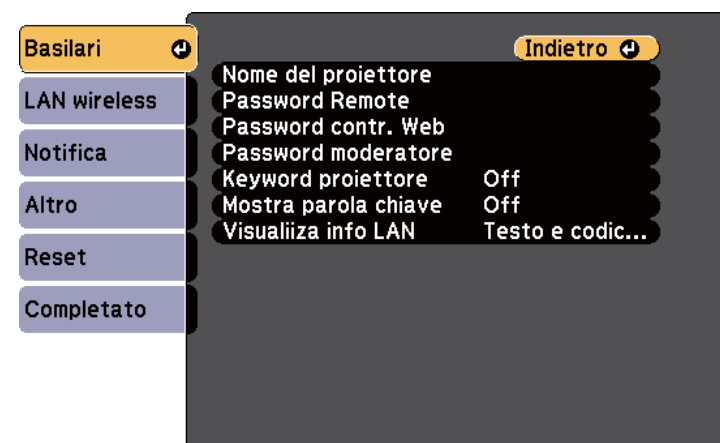 Basilari
LAN wireless
Notifica
Altro
Reset
Completato
Indietro
Nome del proiettore
Password Remote
Password contr. Web
Password moderatore
Keyword proiettore Off
Mostra parola chiave Off
Visualiiza info LAN Testo e codic...